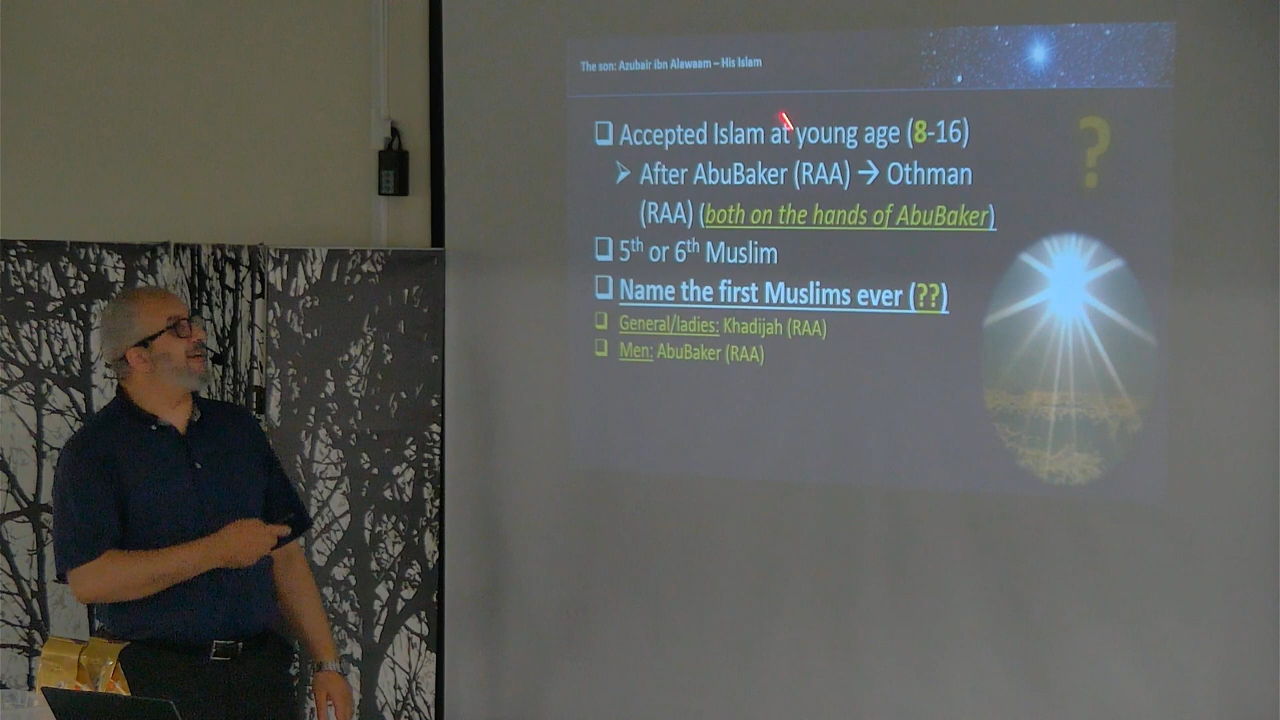 The son: Azubair ibn Alawaam – His Islam
❑ Accepted Islam at young age (8-16)
➢ After AbuBaker (RAA) → Othman
(RAA) (both on the hands of AbuBaker)
❑ 5th or 6th Muslim
❑ Name the first Muslims ever (??)
❑ General/ladies: Khadijah (RAA)
❑ Men: AbuBaker (RAA)
?